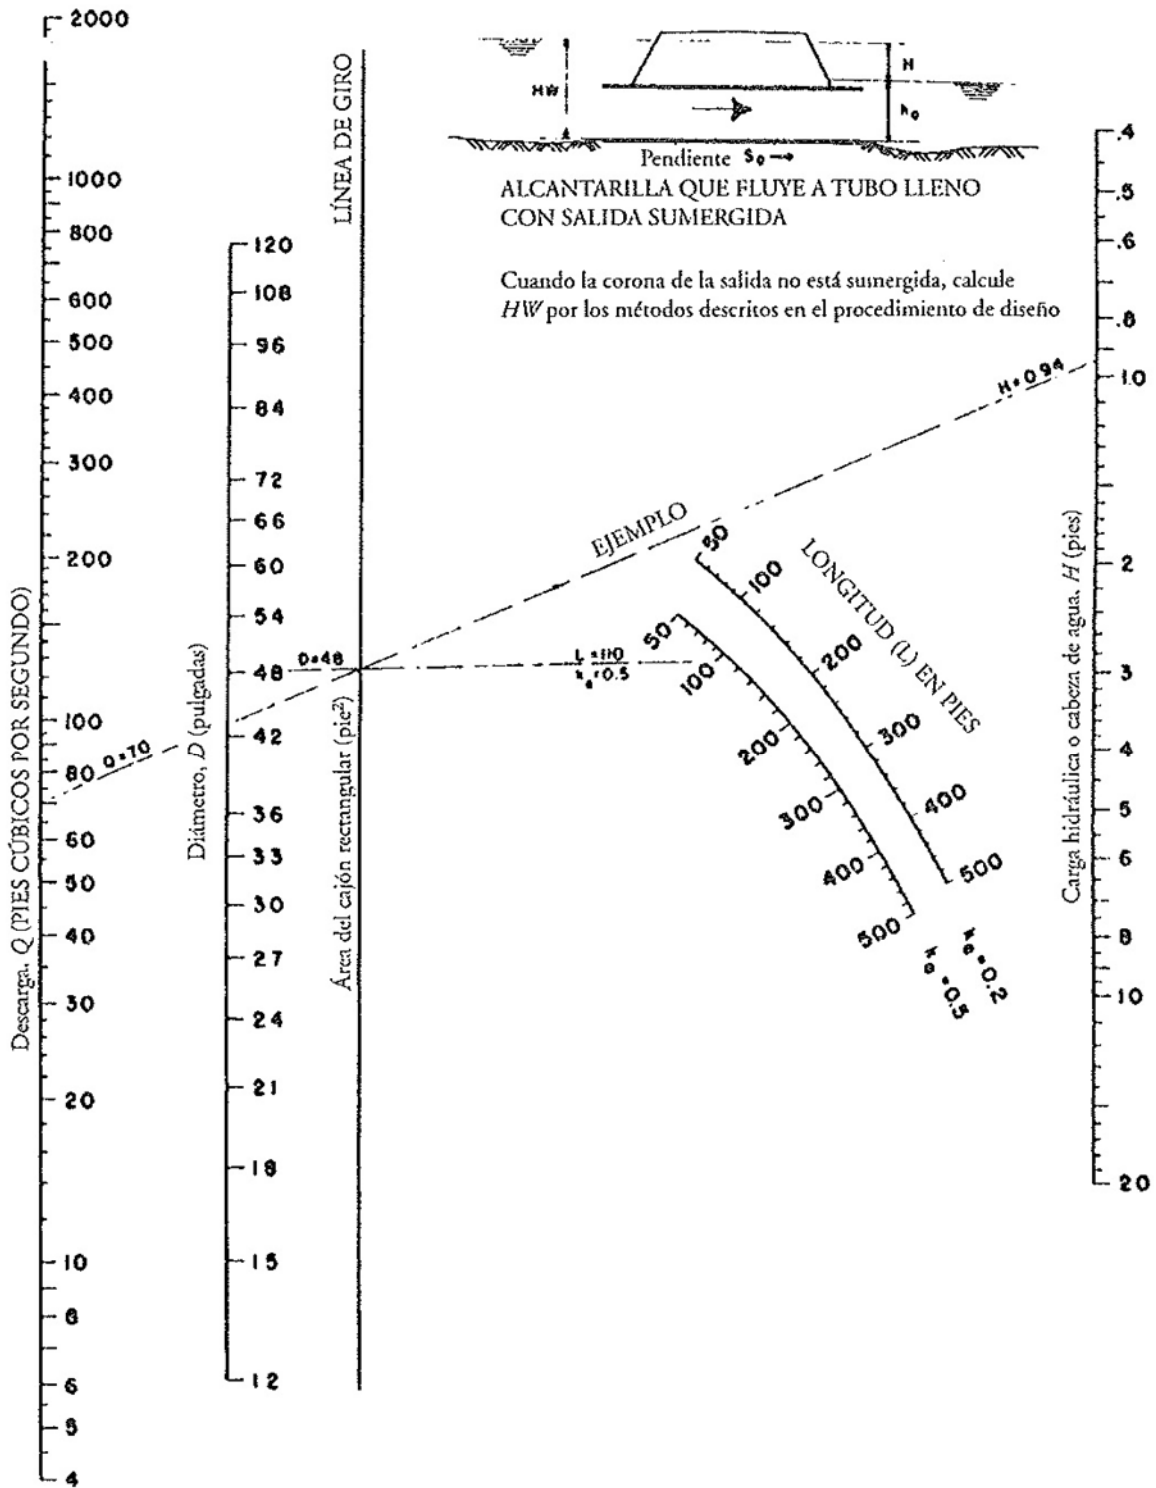 2000
1000
800
600
500
400
300
200
100
80
60
50
40
30
20
10
8
6
5
4
Descarga, Q (PIES CÚBICOS POR SEGUNDO)
Q=70
120
108
96
84
72
66
60
54
48
42
36
33
30
27
24
21
18
15
12
Diámetro, D (pulgadas)
D=48
LÍNEA DE GIRO
Área del cajón rectangular (pie²)
HW
H
h₀
Pendiente S₀→
ALCANTARILLA QUE FLUYE A TUBO LLENO
CON SALIDA SUMERGIDA
Cuando la corona de la salida no está sumergida, calcule
HW por los métodos descritos en el procedimiento de diseño
H=0.94
EJEMPLO
L=110
kₑ=0.5
LONGITUD (L) EN PIES
50
100
200
300
400
500
kₑ=0.2
50
100
200
300
400
500
kₑ=0.5
Carga hidráulica o cabeza de agua, H (pies)
.4
.5
.6
.8
1.0
2
3
4
5
6
8
10
20